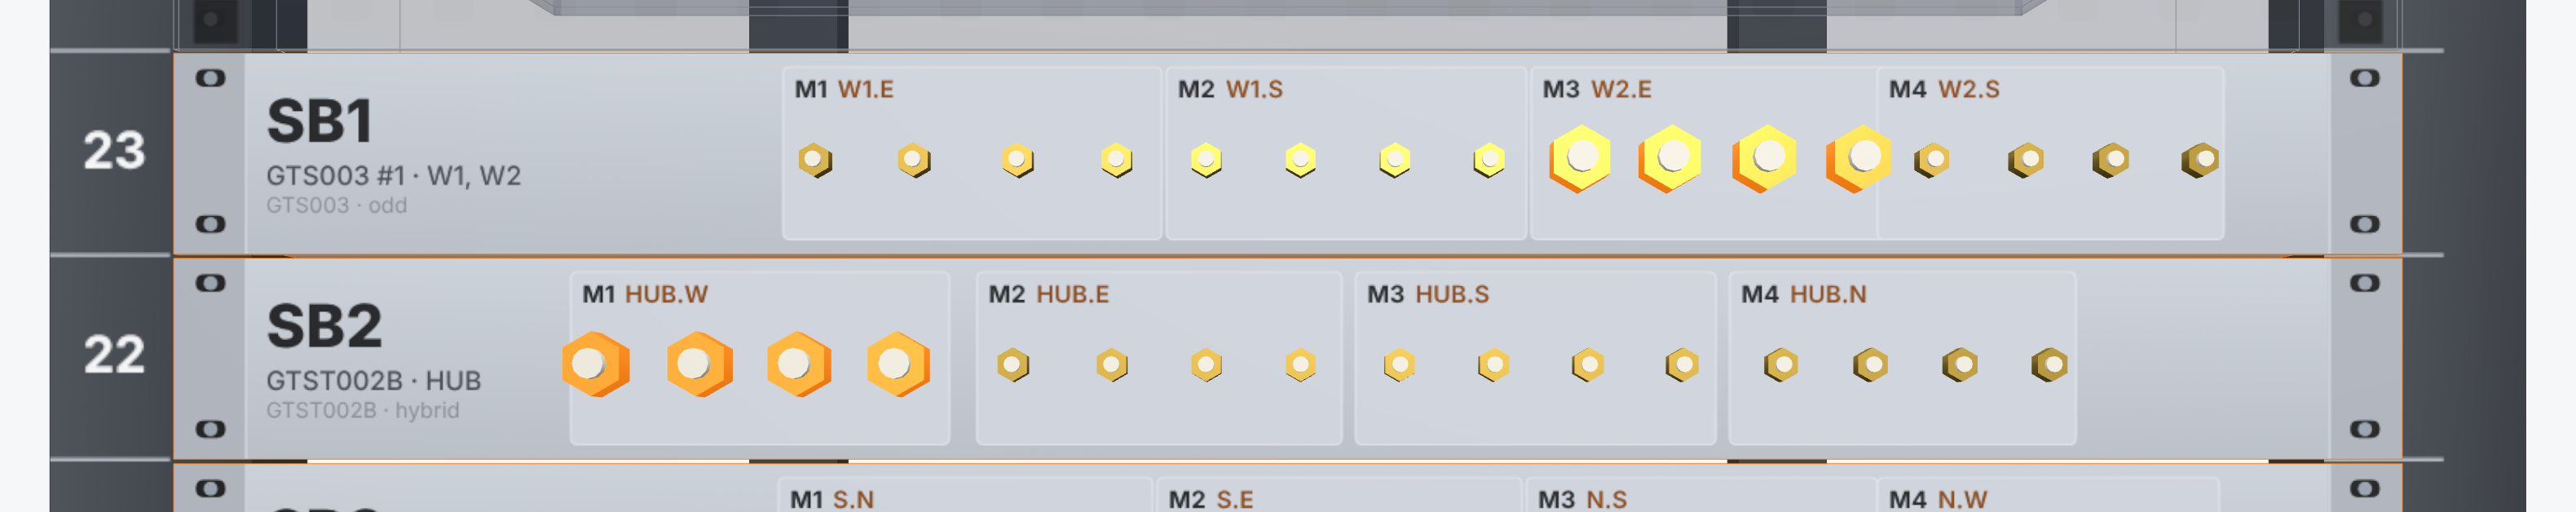 23
SB1
GTS003 #1 · W1, W2
GTS003 · odd
M1 W1.E
M2 W1.S
M3 W2.E
M4 W2.S
22
SB2
GTST002B · HUB
GTST002B · hybrid
M1 HUB.W
M2 HUB.E
M3 HUB.S
M4 HUB.N
M1 S.N
M2 S.E
M3 N.S
M4 N.W